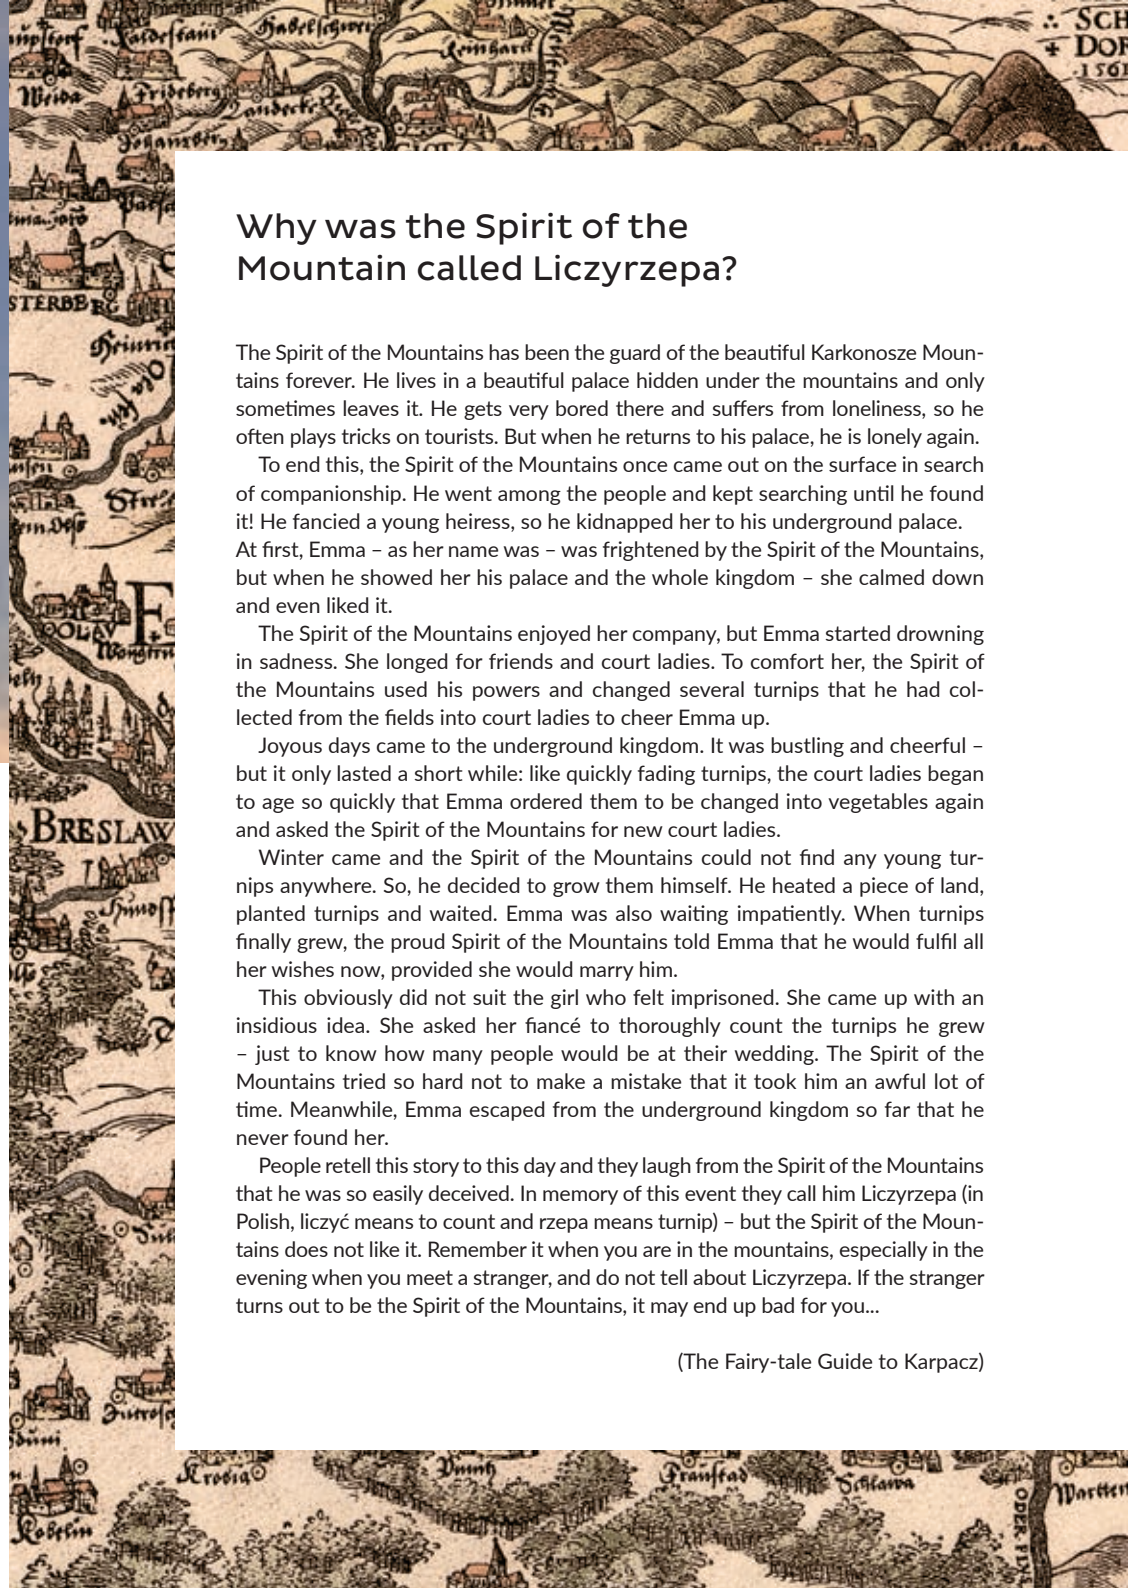 SCH
DOR
1561
Weida
Frideberg
Reinhart
STERBERG
BRESLAW
Why was the Spirit of the
Mountain called Liczyrzepa?
The Spirit of the Mountains has been the guard of the beautiful Karkonosze Moun-
tains forever. He lives in a beautiful palace hidden under the mountains and only
sometimes leaves it. He gets very bored there and suffers from loneliness, so he
often plays tricks on tourists. But when he returns to his palace, he is lonely again.
To end this, the Spirit of the Mountains once came out on the surface in search
of companionship. He went among the people and kept searching until he found
it! He fancied a young heiress, so he kidnapped her to his underground palace.
At first, Emma – as her name was – was frightened by the Spirit of the Mountains,
but when he showed her his palace and the whole kingdom – she calmed down
and even liked it.
The Spirit of the Mountains enjoyed her company, but Emma started drowning
in sadness. She longed for friends and court ladies. To comfort her, the Spirit of
the Mountains used his powers and changed several turnips that he had col-
lected from the fields into court ladies to cheer Emma up.
Joyous days came to the underground kingdom. It was bustling and cheerful –
but it only lasted a short while: like quickly fading turnips, the court ladies began
to age so quickly that Emma ordered them to be changed into vegetables again
and asked the Spirit of the Mountains for new court ladies.
Winter came and the Spirit of the Mountains could not find any young tur-
nips anywhere. So, he decided to grow them himself. He heated a piece of land,
planted turnips and waited. Emma was also waiting impatiently. When turnips
finally grew, the proud Spirit of the Mountains told Emma that he would fulfil all
her wishes now, provided she would marry him.
This obviously did not suit the girl who felt imprisoned. She came up with an
insidious idea. She asked her fiancé to thoroughly count the turnips he grew
– just to know how many people would be at their wedding. The Spirit of the
Mountains tried so hard not to make a mistake that it took him an awful lot of
time. Meanwhile, Emma escaped from the underground kingdom so far that he
never found her.
People retell this story to this day and they laugh from the Spirit of the Mountains
that he was so easily deceived. In memory of this event they call him Liczyrzepa (in
Polish, liczyć means to count and rzepa means turnip) – but the Spirit of the Moun-
tains does not like it. Remember it when you are in the mountains, especially in the
evening when you meet a stranger, and do not tell about Liczyrzepa. If the stranger
turns out to be the Spirit of the Mountains, it may end up bad for you...
(The Fairy-tale Guide to Karpacz)
Fraustad
Schlawa